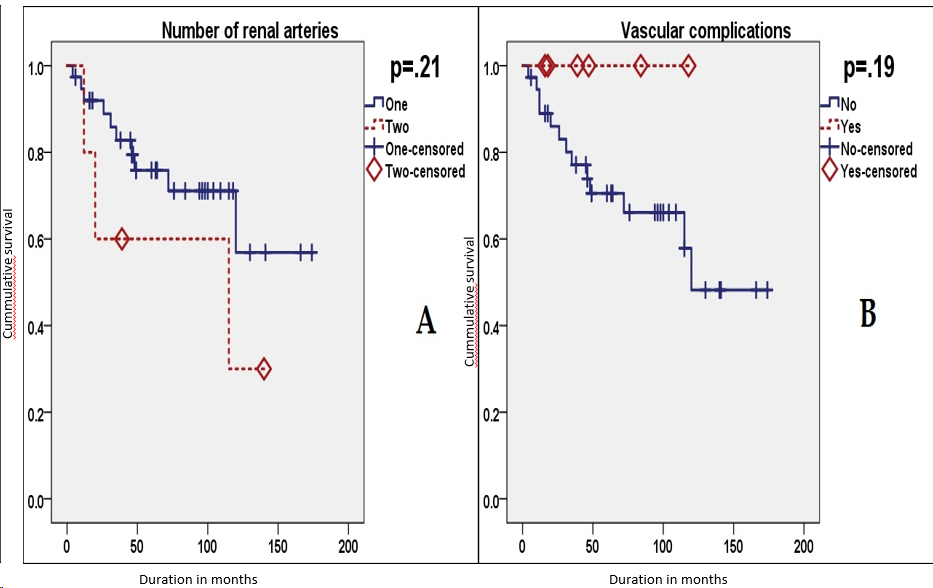 Number of renal arteries
p=.21
One
Two
One-censored
Two-censored
1.0
0.8
0.6
0.4
0.2
0.0
Cummulative survival
A
0 50 100 150 200
Duration in months
Vascular complications
p=.19
No
Yes
No-censored
Yes-censored
1.0
0.8
0.6
0.4
0.2
0.0
Cummulative survival
B
0 50 100 150 200
Duration in months